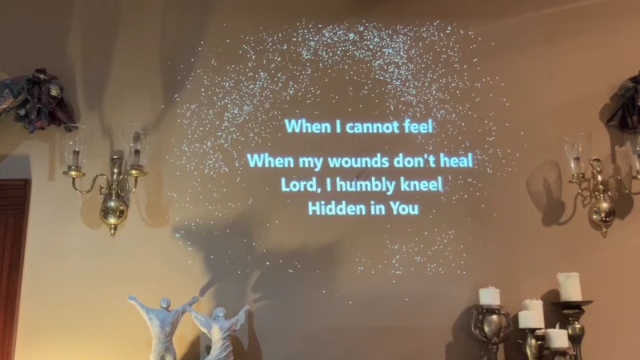 When I cannot feel
When my wounds don't heal
Lord, I humbly kneel
Hidden in You